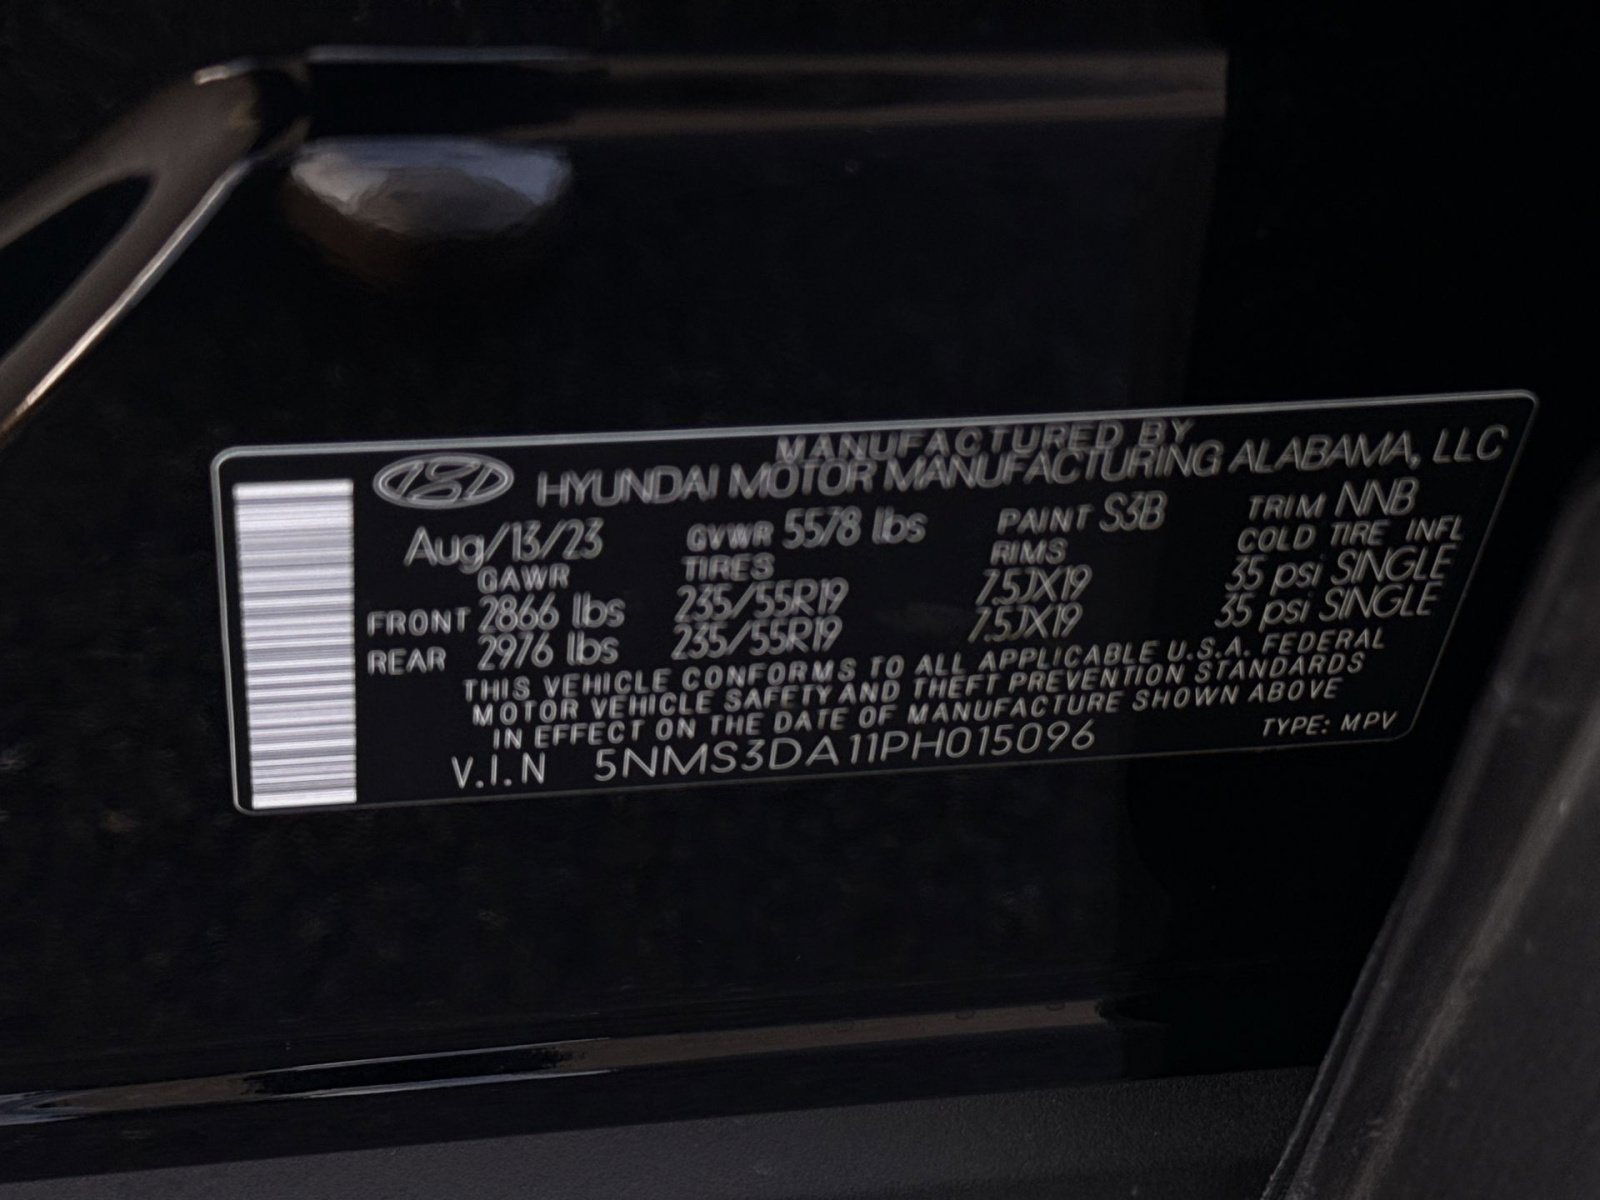 MANUFACTURED BY
HYUNDAI MOTOR MANUFACTURING ALABAMA, LLC
Aug/13/23 GVWR 5578 lbs PAINT S3B TRIM NNB
GAWR TIRES RIMS COLD TIRE INFL
FRONT 2866 lbs 235/55R19 7.5JX19 35 psi SINGLE
REAR 2976 lbs 235/55R19 7.5JX19 35 psi SINGLE
THIS VEHICLE CONFORMS TO ALL APPLICABLE U.S.A. FEDERAL
MOTOR VEHICLE SAFETY AND THEFT PREVENTION STANDARDS
IN EFFECT ON THE DATE OF MANUFACTURE SHOWN ABOVE
V.I.N 5NMS3DA11PH015096 TYPE: MPV